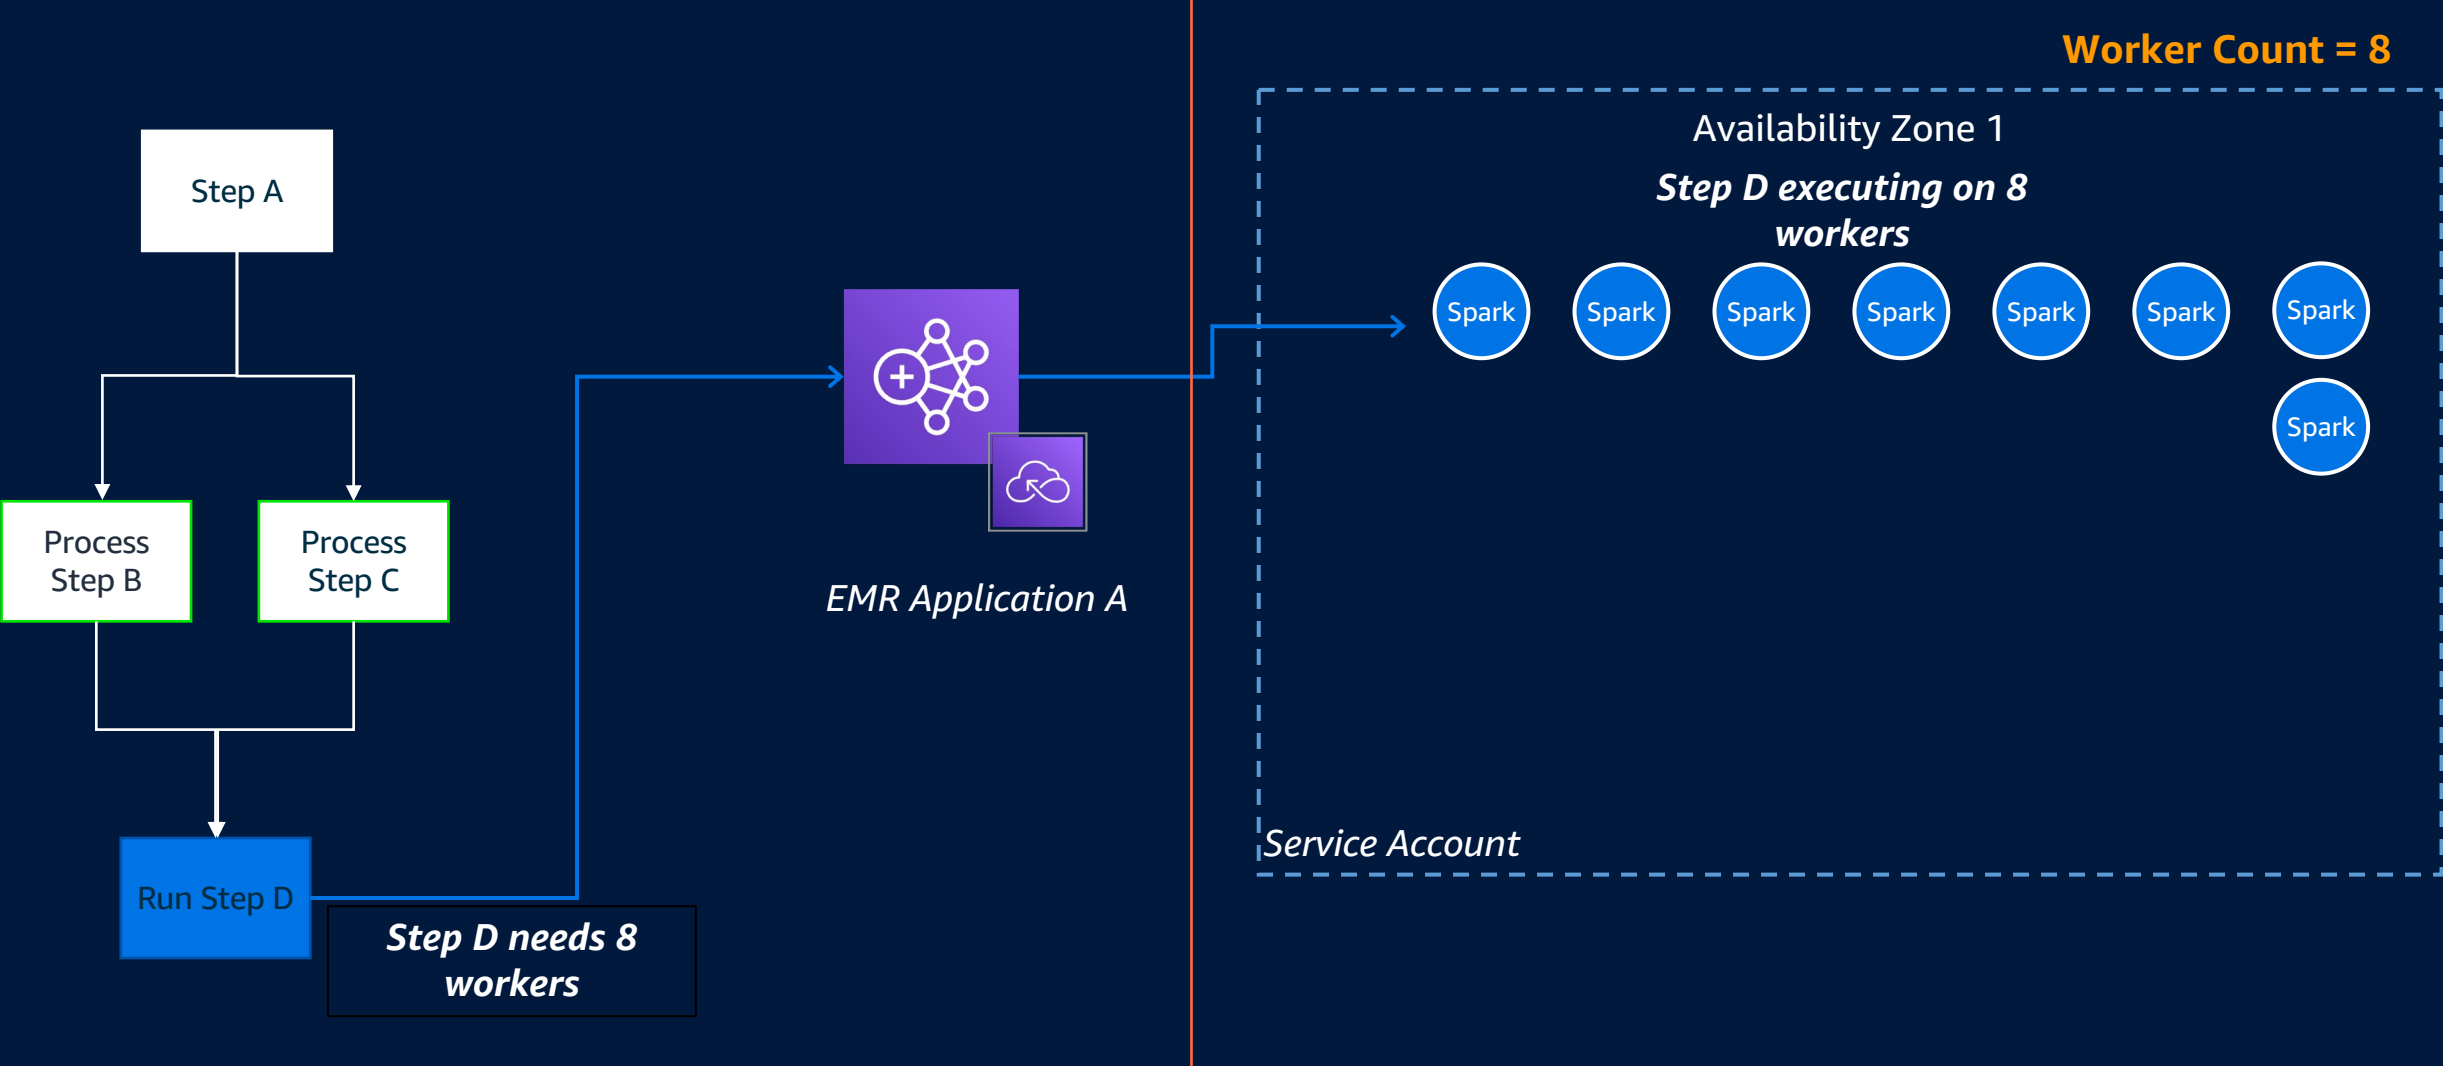 Worker Count = 8
Availability Zone 1
Step D executing on 8
workers
Step A
Spark
Spark
Spark
Spark
Spark
Spark
Spark
Spark
Process
Step B
Process
Step C
EMR Application A
Service Account
Run Step D
Step D needs 8
workers